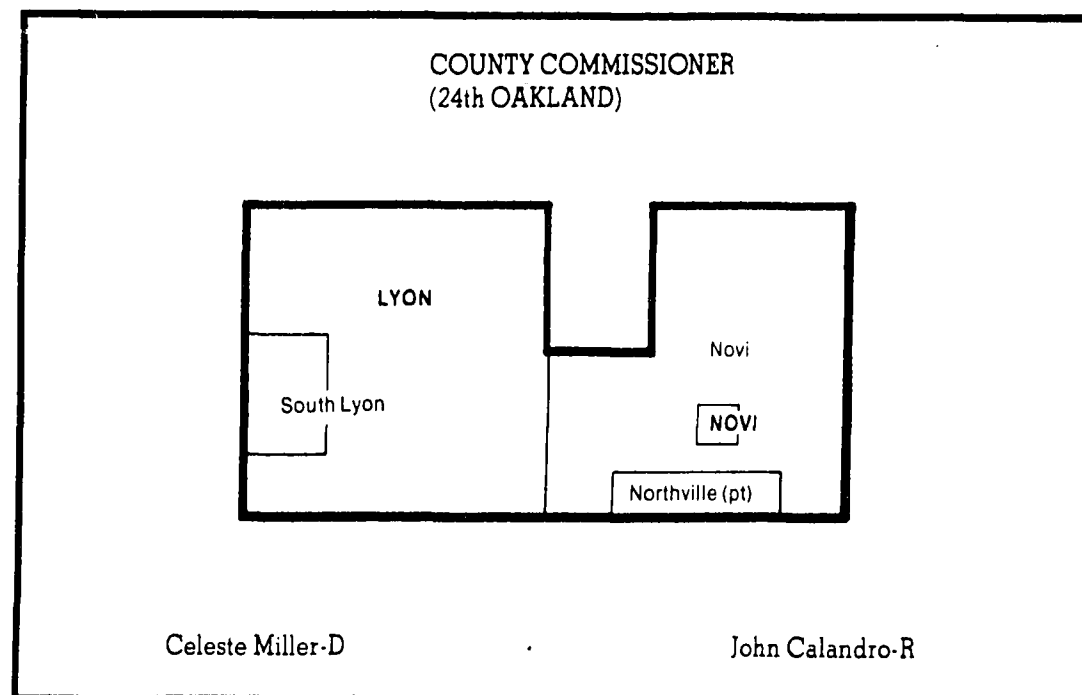 COUNTY COMMISSIONER
(24th OAKLAND)
LYON
Novi
South Lyon
NOVI
Northville (pt)
Celeste Miller-D
John Calandro-R